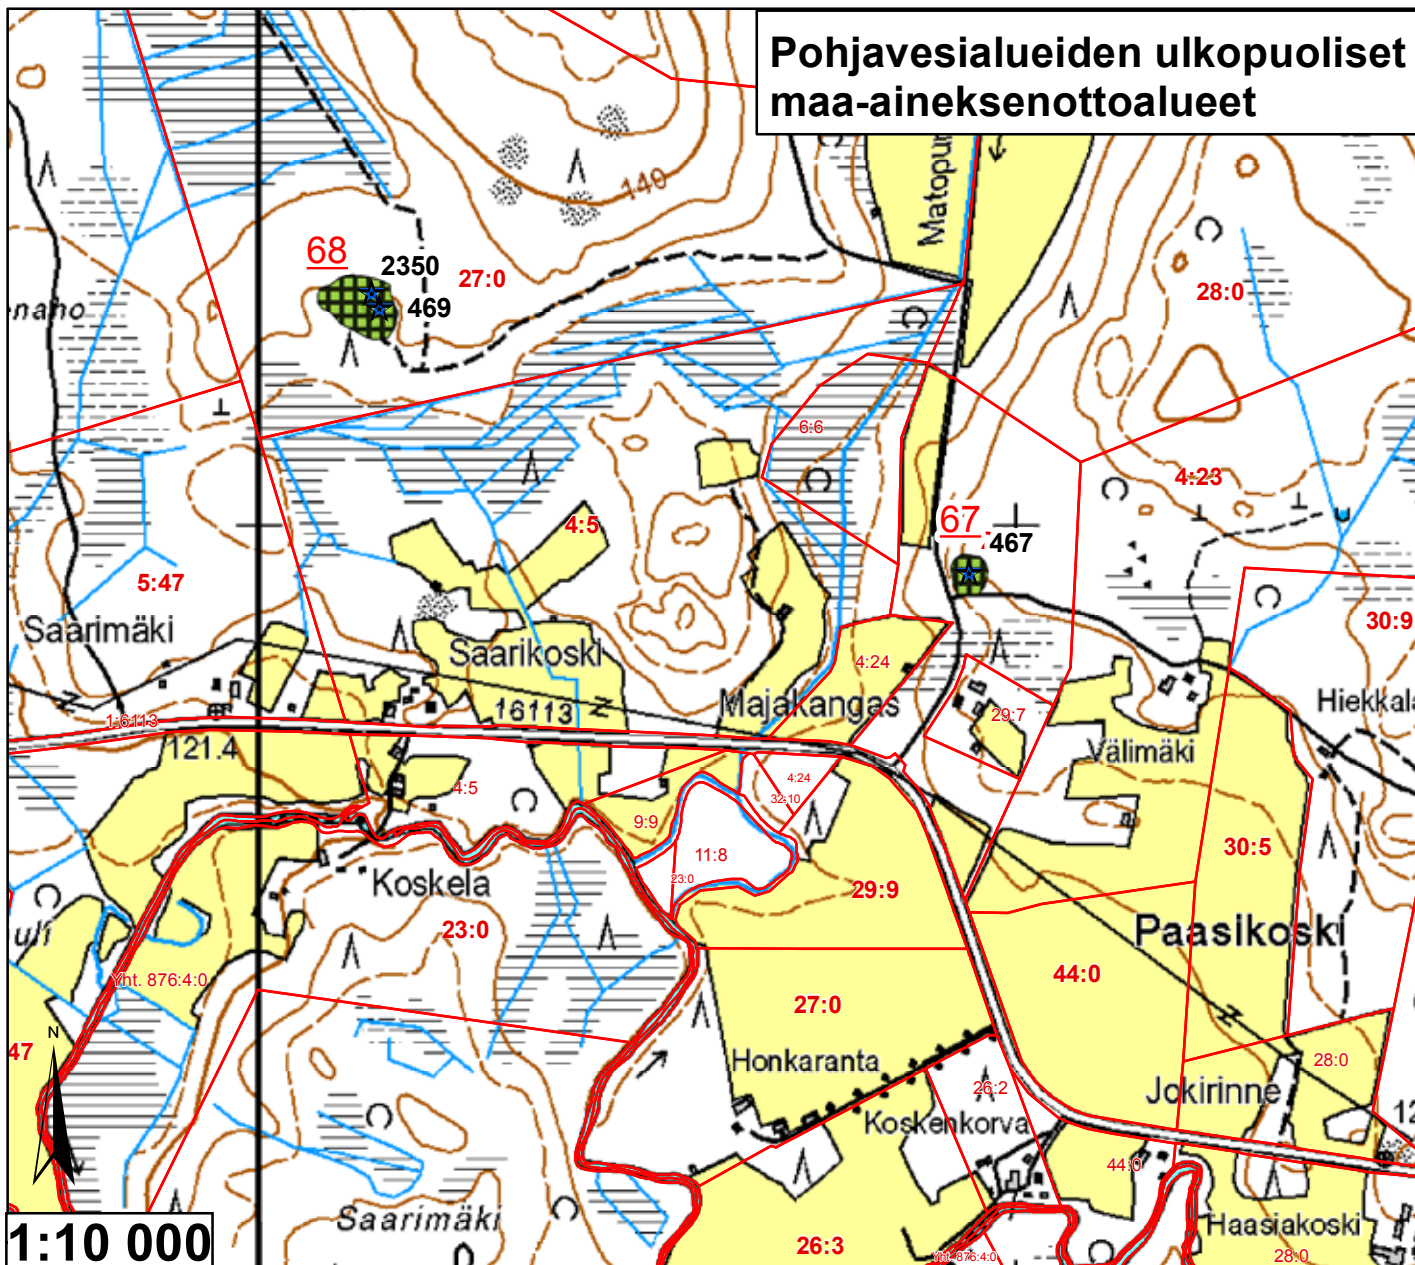 Pohjavesialueiden ulkopuoliset
maa-aineksenottoalueet
140
68
2350
469
27:0
28:0
naho
6:6
4:23
4:5
67
467
5:47
30:9
Saarimäki
Saarikoski
4:24
Majakangas
29:7
Hiekkala
1:6113
16113
121.4
Välimäki
4:5
4:24
32:10
9:9
11:8
23:0
30:5
Koskela
29:9
23:0
Paasikoski
uli
Yht. 876:4:0
44:0
27:0
N
47
Honkaranta
28:0
26:2
Jokirinne
Koskenkorva
12
44:0
Saarimäki
Haasiakoski
1:10 000
26:3
Yht. 876:4:0
28:0